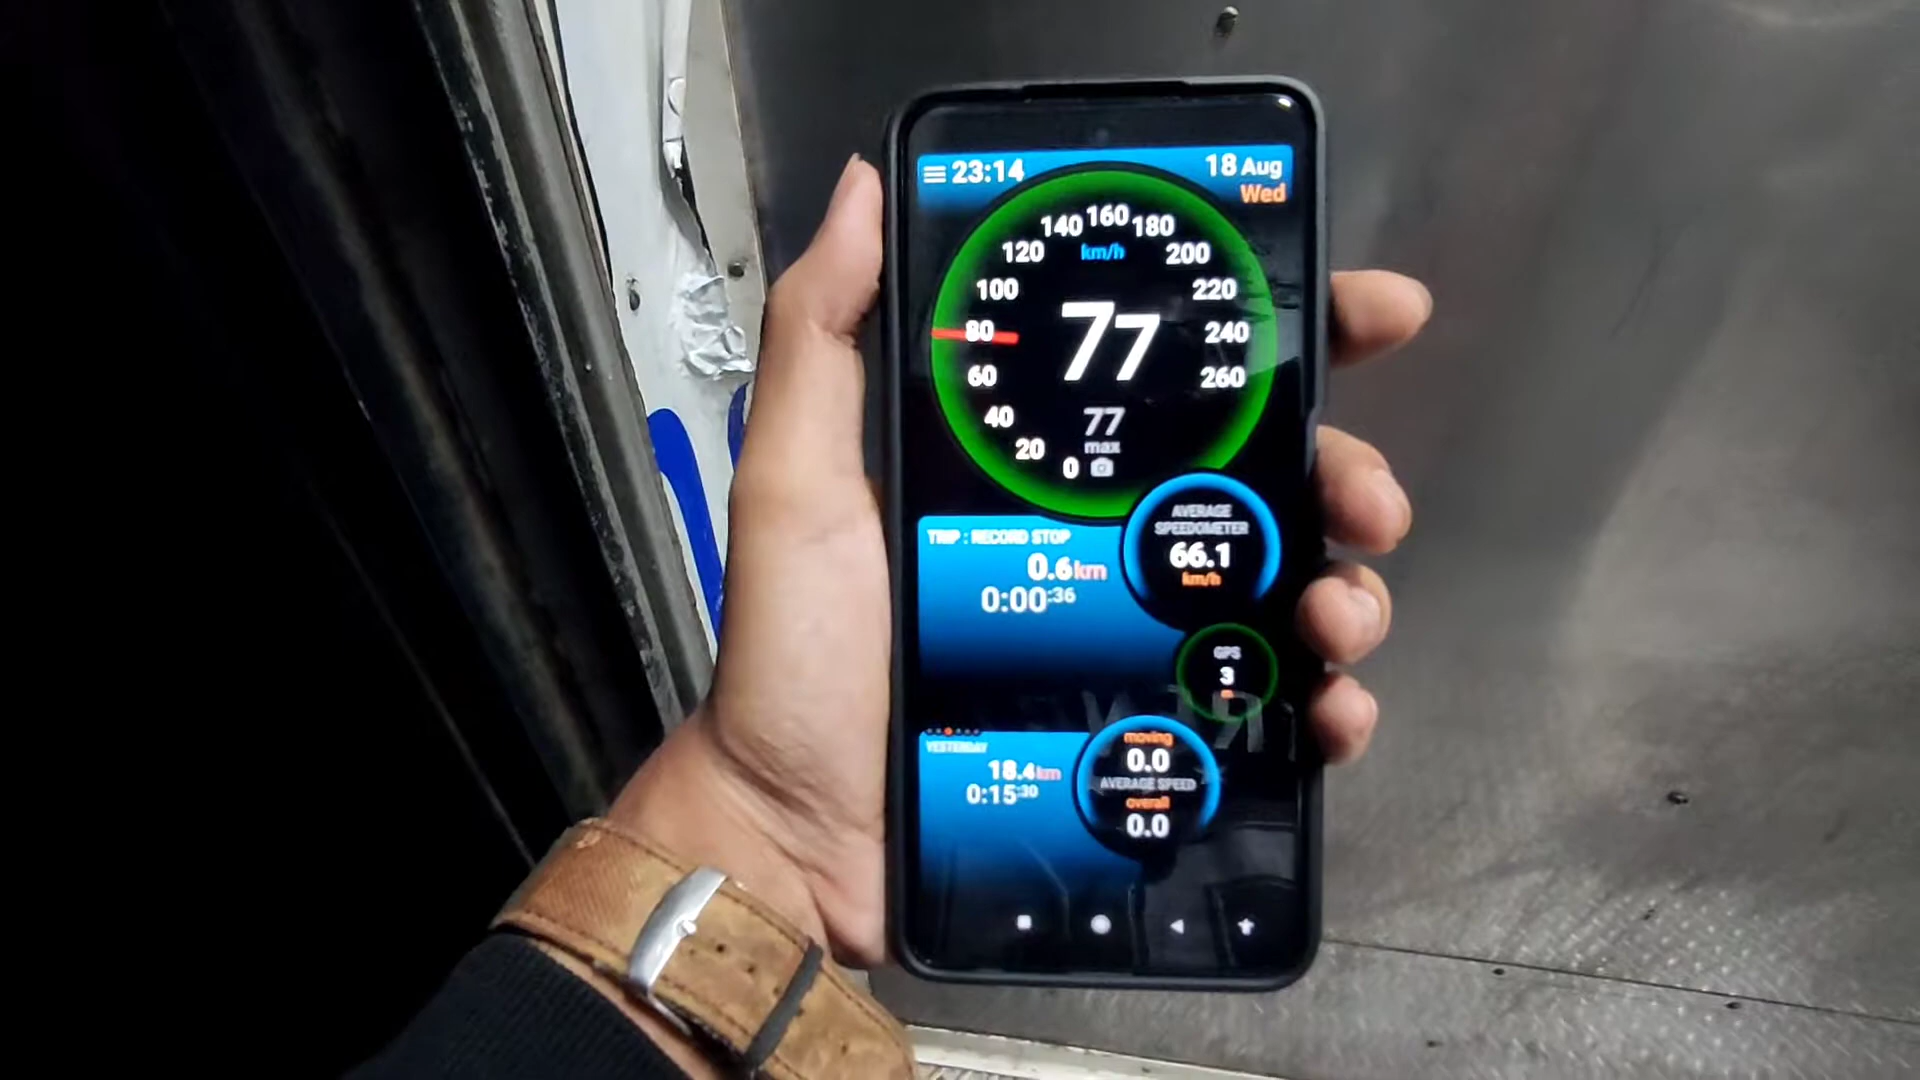 23:14
18 Aug
Wed
140 160 180
120 km/h 200
100 220
80 77 240
60 260
40 77
20 max
0
AVERAGE
SPEEDOMETER
66.1
km/h
TRIP : RECORD STOP
0.6km
0:00:36
GPS
3
YESTERDAY
18.4km
0:15:30
moving
0.0
AVERAGE SPEED
overall
0.0